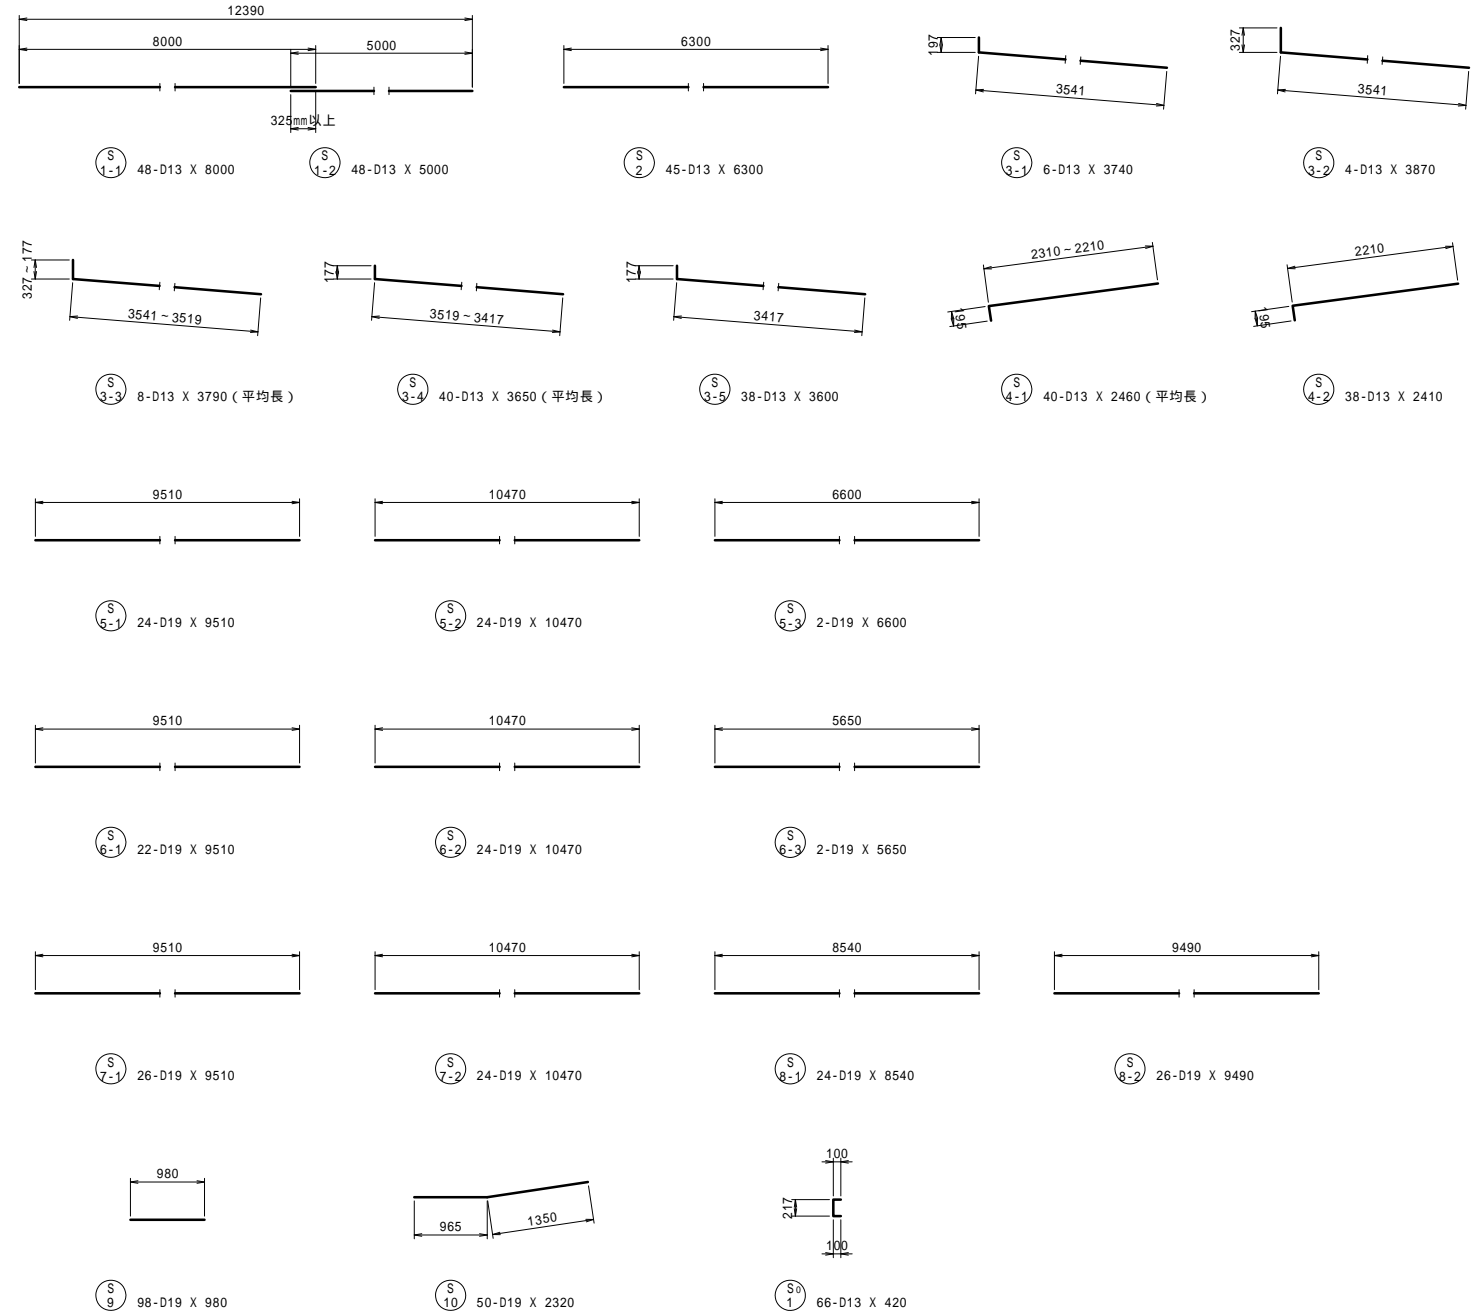 12390
8000
5000
325mm以上
S
1-1
48-D13 X 8000
S
1-2
48-D13 X 5000
6300
S
2
45-D13 X 6300
197
3541
S
3-1
6-D13 X 3740
327
3541
S
3-2
4-D13 X 3870
327~177
3541~3519
S
3-3
8-D13 X 3790(平均長)
177
3519~3417
S
3-4
40-D13 X 3650(平均長)
177
3417
S
3-5
38-D13 X 3600
2310~2210
195
S
4-1
40-D13 X 2460(平均長)
2210
195
S
4-2
38-D13 X 2410
9510
S
5-1
24-D19 X 9510
10470
S
5-2
24-D19 X 10470
6600
S
5-3
2-D19 X 6600
9510
S
6-1
22-D19 X 9510
10470
S
6-2
24-D19 X 10470
5650
S
6-3
2-D19 X 5650
9510
S
7-1
26-D19 X 9510
10470
S
7-2
24-D19 X 10470
8540
S
8-1
24-D19 X 8540
9490
S
8-2
26-D19 X 9490
980
S
9
98-D19 X 980
965
1350
S
10
50-D19 X 2320
100
217
100
S0
1
66-D13 X 420